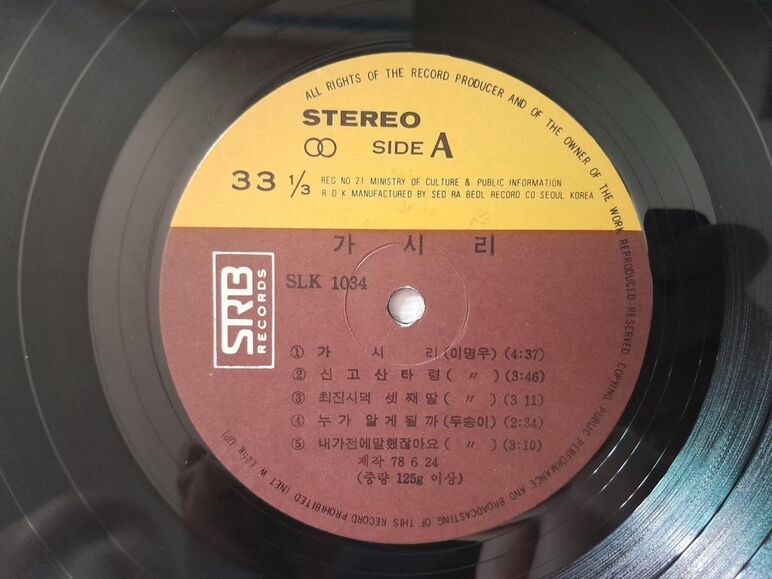 ALL RIGHTS OF THE RECORD PRODUCER AND OF THE OWNER OF THE WORK REPRODUCED RESERVED COPYING, PUBLIC PERFORMANCE AND BROADCASTING OF THIS RECORD PROHIBITED (NET W. 125g UP)
STEREO
SIDE A
33 1/3
REG NO 21 MINISTRY OF CULTURE & PUBLIC INFORMATION
R O K MANUFACTURED BY SEO RA BEOL RECORD CO SEOUL KOREA
가 시 리
SLK 1034
SRB
RECORDS
① 가 시 리 (이명우) (4:37)
② 신고산타령 ( 〃 ) (3:46)
③ 최진사댁 셋째딸 ( 〃 ) (3 11)
④ 누가 알게될까 (두송이) (2:34)
⑤ 내가전에말했잖아요 ( 〃 ) (3:10)
제작 78 6 24
(중량 125g 이상)